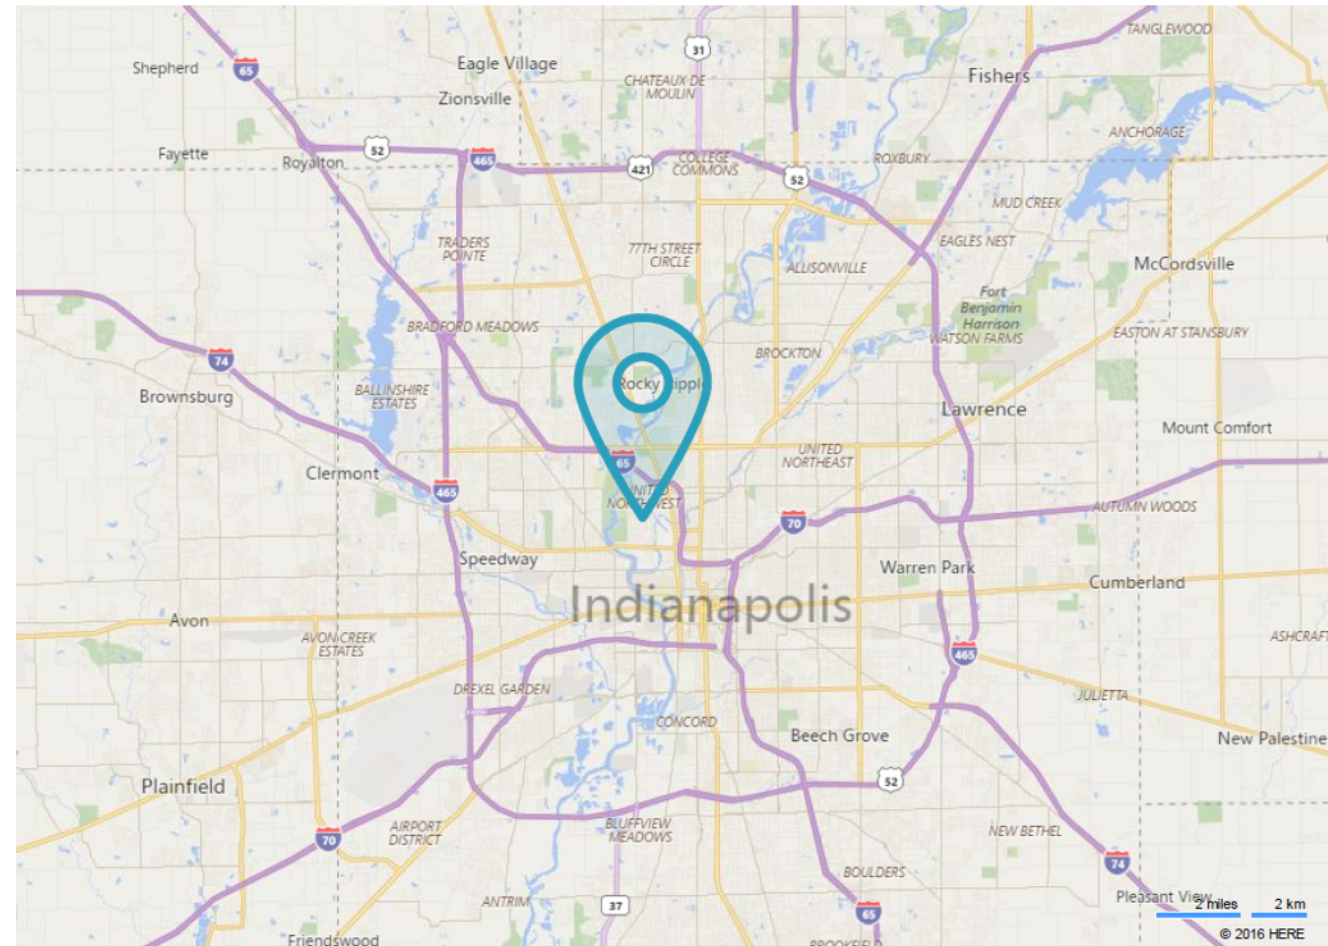 TANGLEWOOD
31
Eagle Village
Shepherd
65
Fishers
CHATEAUX DE
MOULIN
Zionsville
ANCHORAGE
52
Fayette
Royalton
465
421
COLLEGE
COMMONS
ROXBURY
52
MUD CREEK
TRADERS
POINTE
77TH STREET
CIRCLE
EAGLES NEST
ALLISONVILLE
McCordsville
Fort
Benjamin
Harrison
BRADFORD MEADOWS
WATSON FARMS
EASTON AT STANSBURY
74
BROCKTON
Rocky Ripple
BALLINSHIRE
ESTATES
Brownsburg
Lawrence
Mount Comfort
UNITED
NORTHEAST
65
Clermont
465
UNITED
NORTHWEST
70
AUTUMN WOODS
Speedway
Warren Park
Cumberland
Indianapolis
Avon
AVON CREEK
ESTATES
ASHCRAFT
465
DREXEL GARDEN
JULIETTA
CONCORD
Beech Grove
New Palestine
Plainfield
52
AIRPORT
DISTRICT
BLUFFVIEW
MEADOWS
NEW BETHEL
70
74
BOULDERS
ANTRIM
37
65
Pleasant View
2 miles 2 km
© 2016 HERE
Friendswood
BROOKFIELD